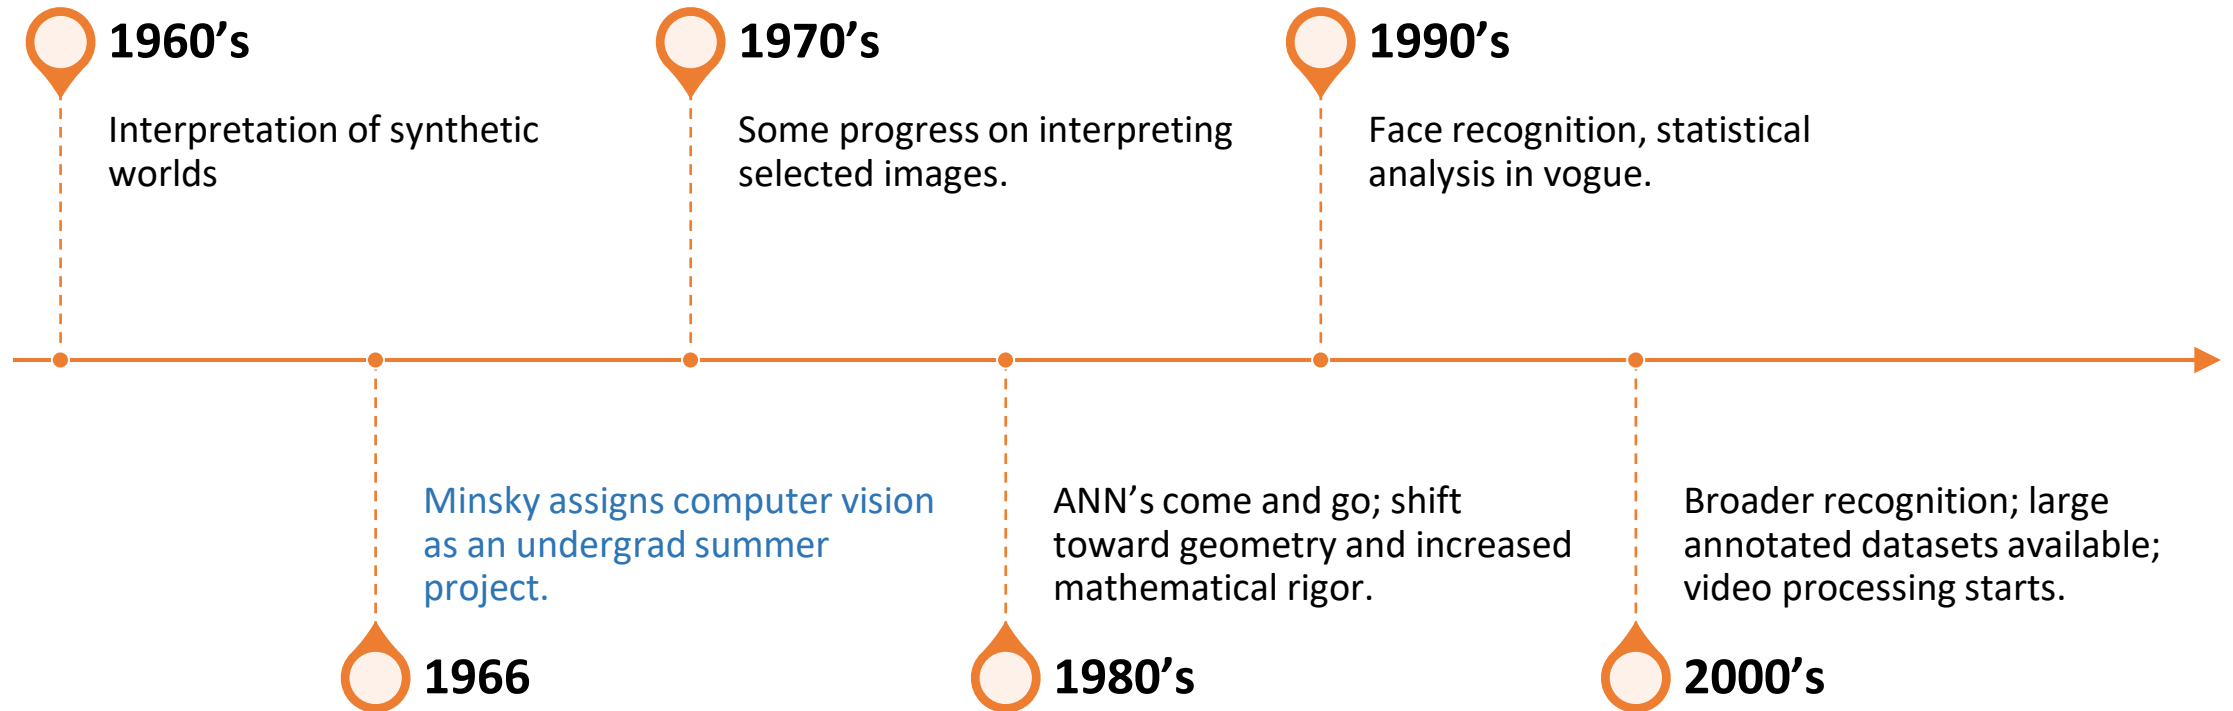 1960’s
Interpretation of synthetic
worlds
1966
Minsky assigns computer vision
as an undergrad summer
project.
1970’s
Some progress on interpreting
selected images.
1980’s
ANN’s come and go; shift
toward geometry and increased
mathematical rigor.
1990’s
Face recognition, statistical
analysis in vogue.
2000’s
Broader recognition; large
annotated datasets available;
video processing starts.